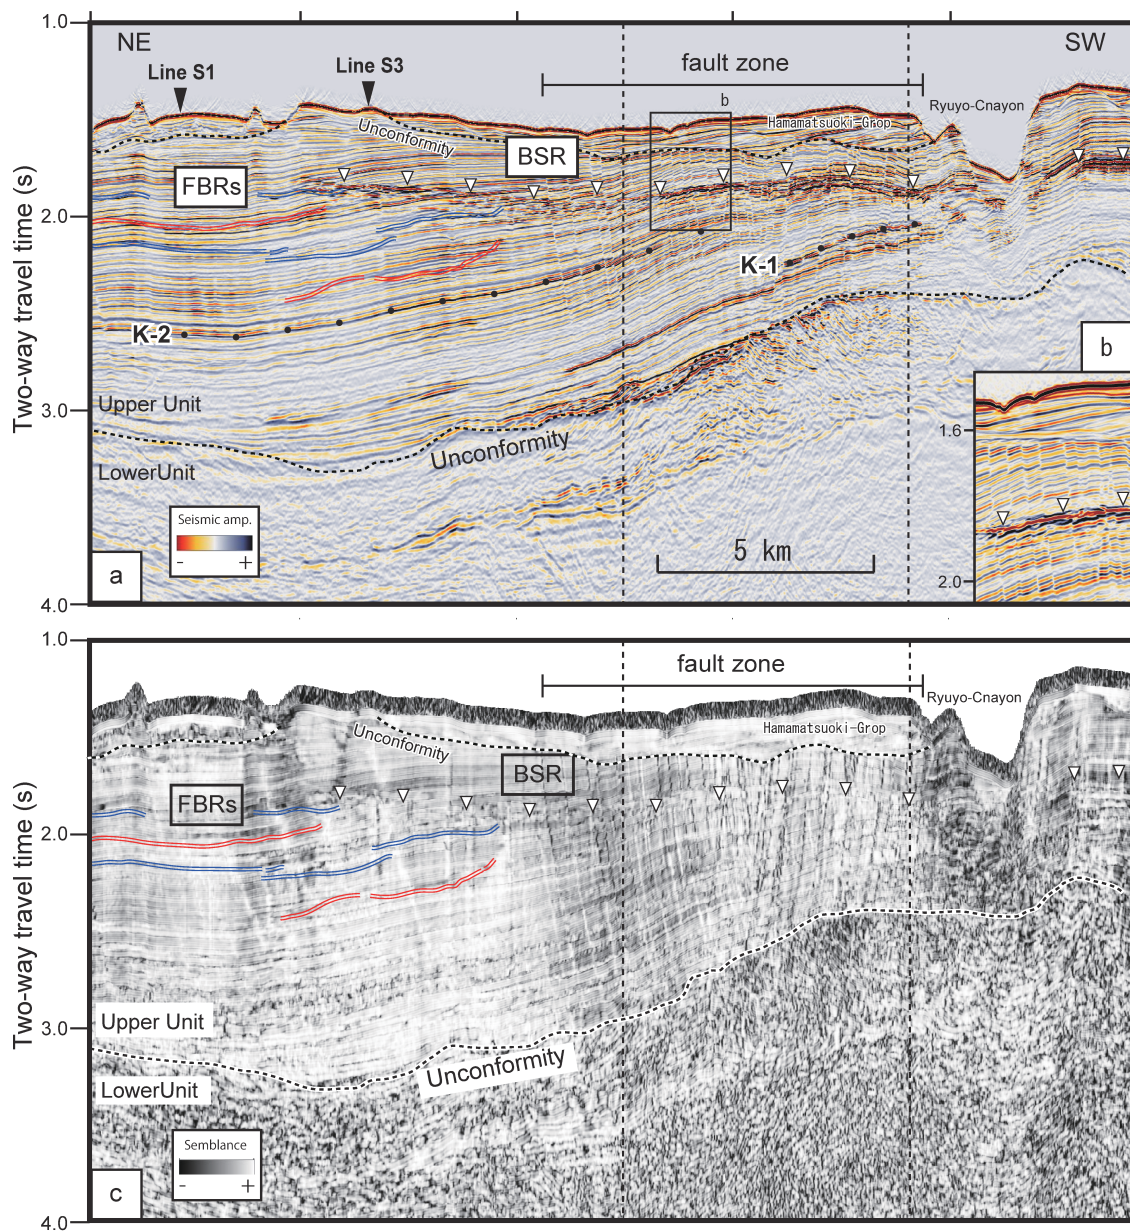 1.0
NE
SW
Line S1
Line S3
fault zone
b
Ryuyo-Cnayon
Hamamatsuoki-Grop
Unconformity
BSR
FBRs
2.0
K-1
K-2
b
Upper Unit
3.0
Unconformity
LowerUnit
1.6
Seismic amp.
- +
5 km
2.0
a
4.0
Two-way travel time (s)
1.0
fault zone
Ryuyo-Cnayon
Hamamatsuoki-Grop
Unconformity
BSR
FBRs
2.0
Upper Unit
3.0
Unconformity
LowerUnit
Semblance
- +
c
4.0
Two-way travel time (s)